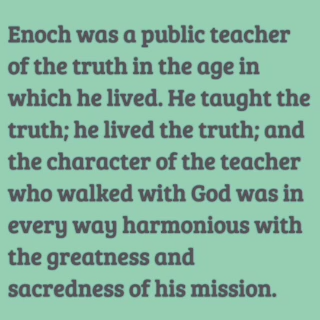 Enoch was a public teacher
of the truth in the age in
which he lived. He taught the
truth; he lived the truth; and
the character of the teacher
who walked with God was in
every way harmonious with
the greatness and
sacredness of his mission.